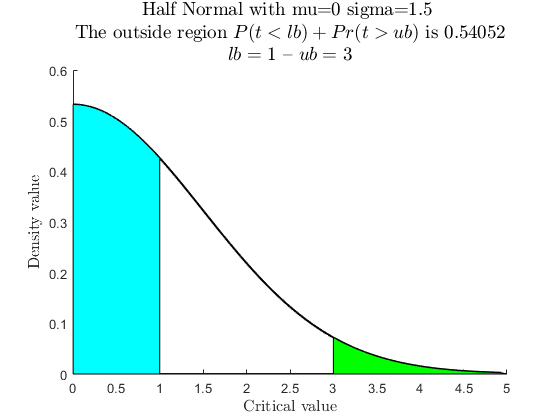 Half Normal with mu=0 sigma=1.5
The outside region P(t < lb) + Pr(t > ub) is 0.54052
lb = 1 – ub = 3
0.6
0.5
0.4
0.3
0.2
0.1
0
Density value
0 0.5 1 1.5 2 2.5 3 3.5 4 4.5 5
Critical value